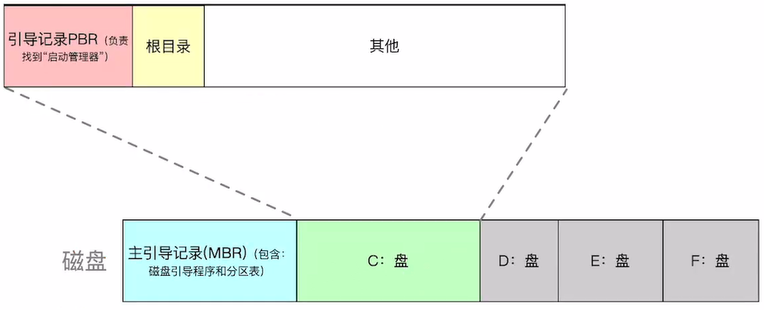 引导记录PBR（负责
找到“启动管理器”）
根目录
其他
磁盘
主引导记录(MBR)（包含：
磁盘引导程序和分区表）
C：盘
D：盘
E：盘
F：盘